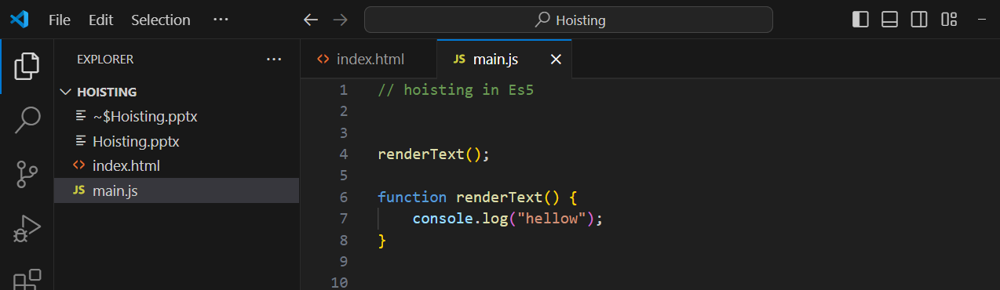 File Edit Selection ··· Hoisting
EXPLORER ···
HOISTING
~$Hoisting.pptx
Hoisting.pptx
index.html
JS main.js
index.html JS main.js
1 // hoisting in Es5
2
3
4 renderText();
5
6 function renderText() {
7 console.log("hellow");
8 }
9
10